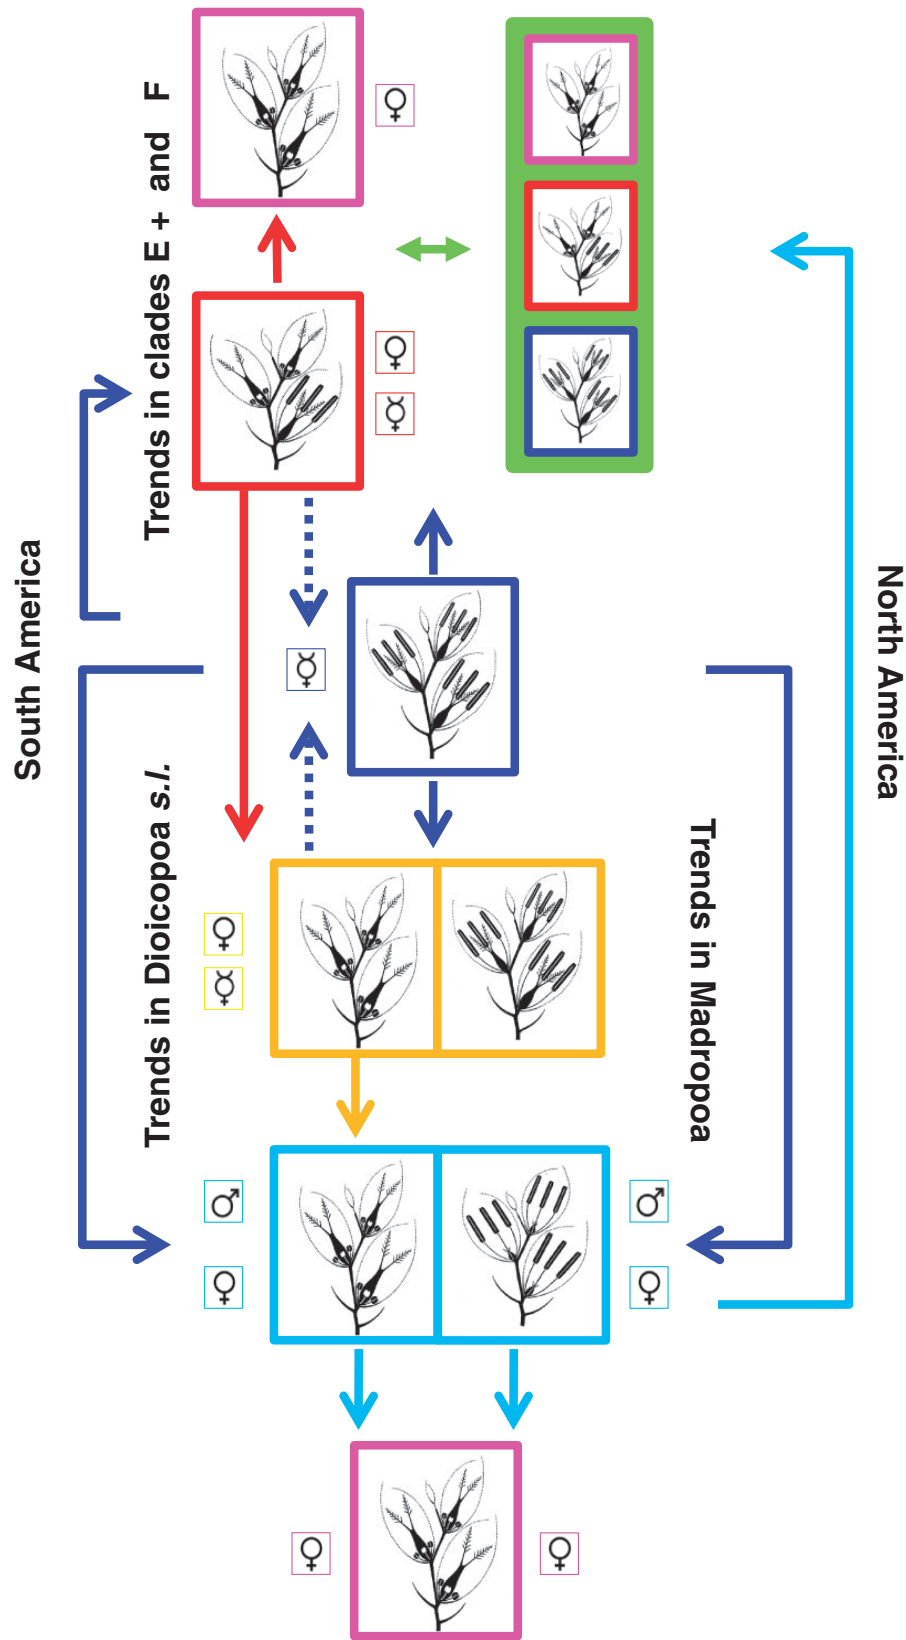 Trends in clades E + and F
South America
North America
Trends in Dioicopoa s.l.
Trends in Madropoa
♀
♀
☿
☿
♀
☿
♂
♀
♂
♀
♀
♀